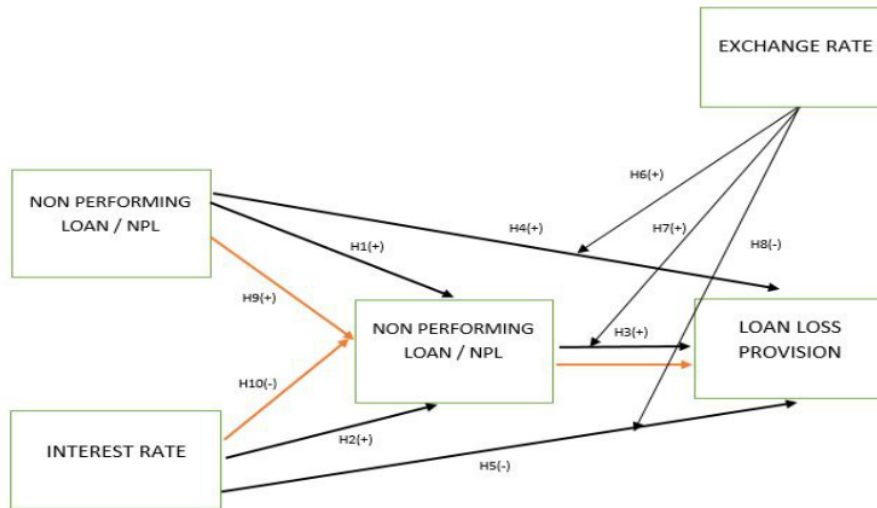 EXCHANGE RATE
NON PERFORMING
LOAN / NPL
H6(+)
H4(+)
H7(+)
H1(+)
H8(-)
H9(+)
NON PERFORMING
LOAN / NPL
H3(+)
LOAN LOSS
PROVISION
H10(-)
INTEREST RATE
H2(+)
H5(-)